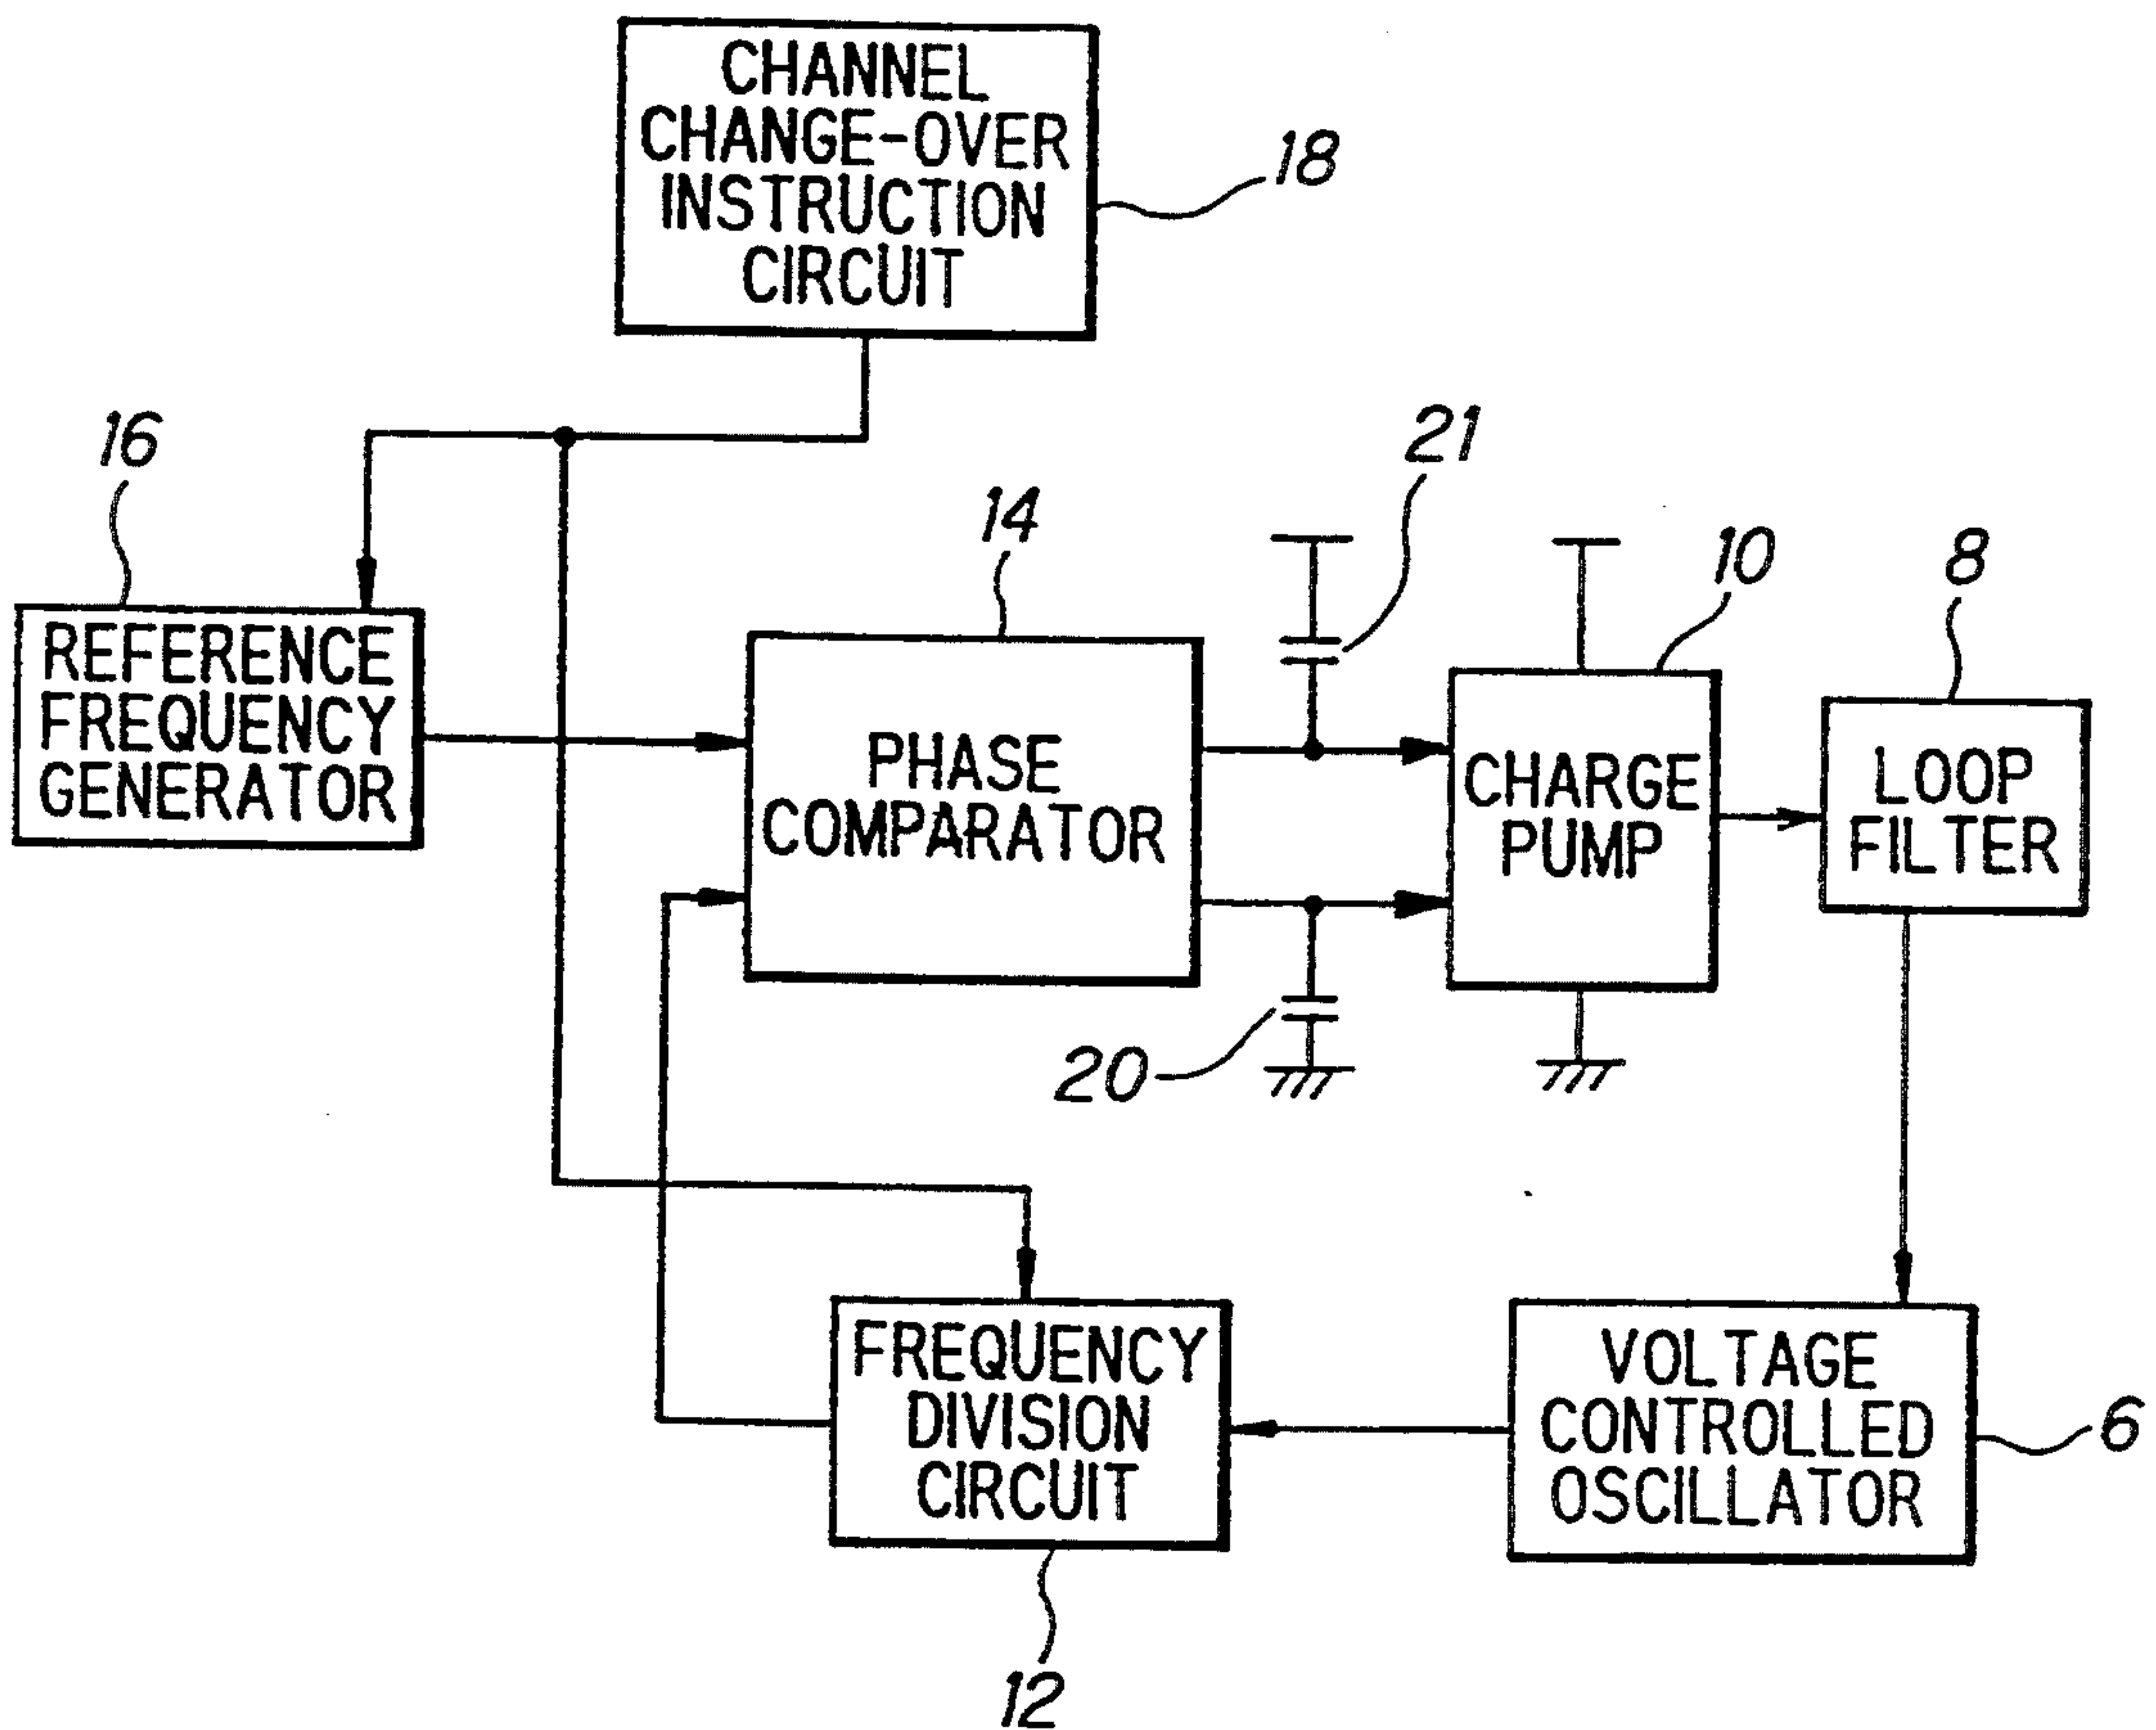 CHANNEL
CHANGE-OVER
INSTRUCTION
CIRCUIT
18
16
21
14
10
8
REFERENCE
FREQUENCY
GENERATOR
PHASE
COMPARATOR
CHARGE
PUMP
LOOP
FILTER
20
FREQUENCY
DIVISION
CIRCUIT
VOLTAGE
CONTROLLED
OSCILLATOR
6
12